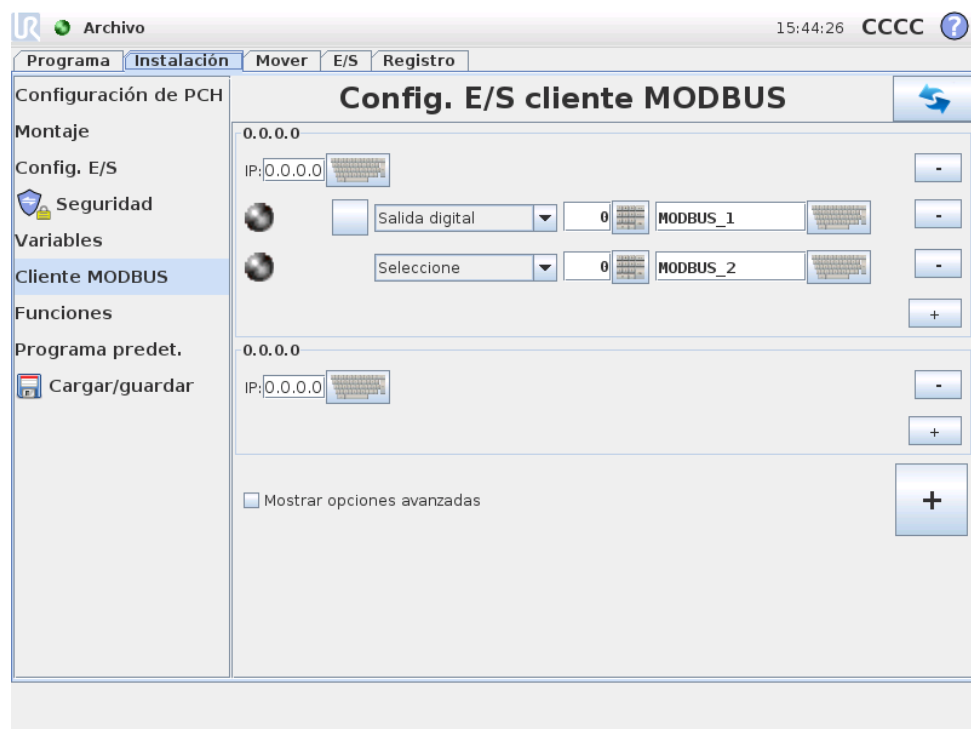 UR Archivo 15:44:26 CCCC ?
Programa Instalación Mover E/S Registro
Configuración de PCH
Montaje
Config. E/S
Seguridad
Variables
Cliente MODBUS
Funciones
Programa predet.
Cargar/guardar
Config. E/S cliente MODBUS
0.0.0.0
IP: 0.0.0.0 -
Salida digital 0 MODBUS_1 -
Seleccione 0 MODBUS_2 -
+
0.0.0.0
IP: 0.0.0.0 -
+
Mostrar opciones avanzadas +